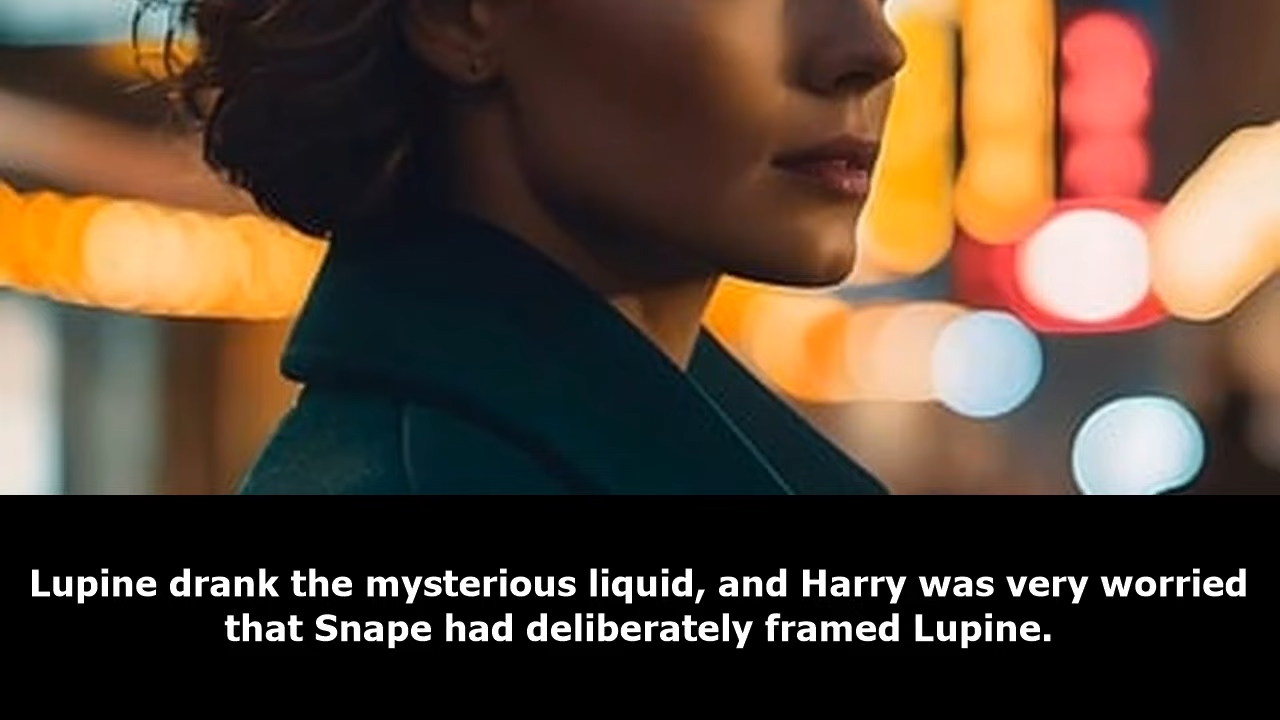 Lupine drank the mysterious liquid, and Harry was very worried
that Snape had deliberately framed Lupine.